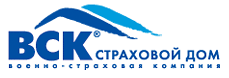 ВСК® СТРАХОВОЙ ДОМ
военно-страховая компания